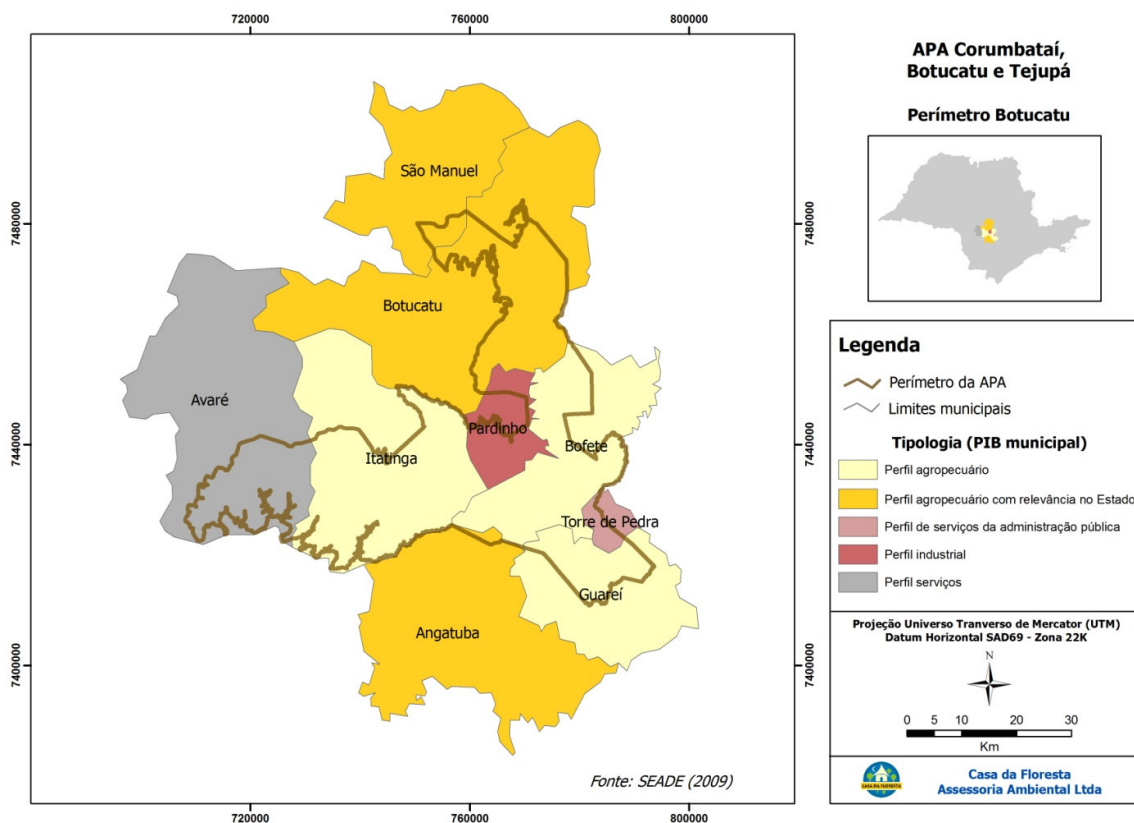 720000
760000
800000
7480000
7480000
7440000
7440000
7400000
7400000
São Manuel
Botucatu
Avaré
Itatinga
Pardinho
Bofete
Torre de Pedra
Guareí
Angatuba
Fonte: SEADE (2009)
720000
760000
800000
APA Corumbataí,
Botucatu e Tejupá
Perímetro Botucatu
Legenda
Perímetro da APA
Limites municipais
Tipologia (PIB municipal)
Perfil agropecuário
Perfil agropecuário com relevância no Estado
Perfil de serviços da administração pública
Perfil industrial
Perfil serviços
Projeção Universo Tranverso de Mercator (UTM)
Datum Horizontal SAD69 - Zona 22K
N
0 5 10 20 30
Km
CASA DA FLORESTA
Casa da Floresta
Assessoria Ambiental Ltda